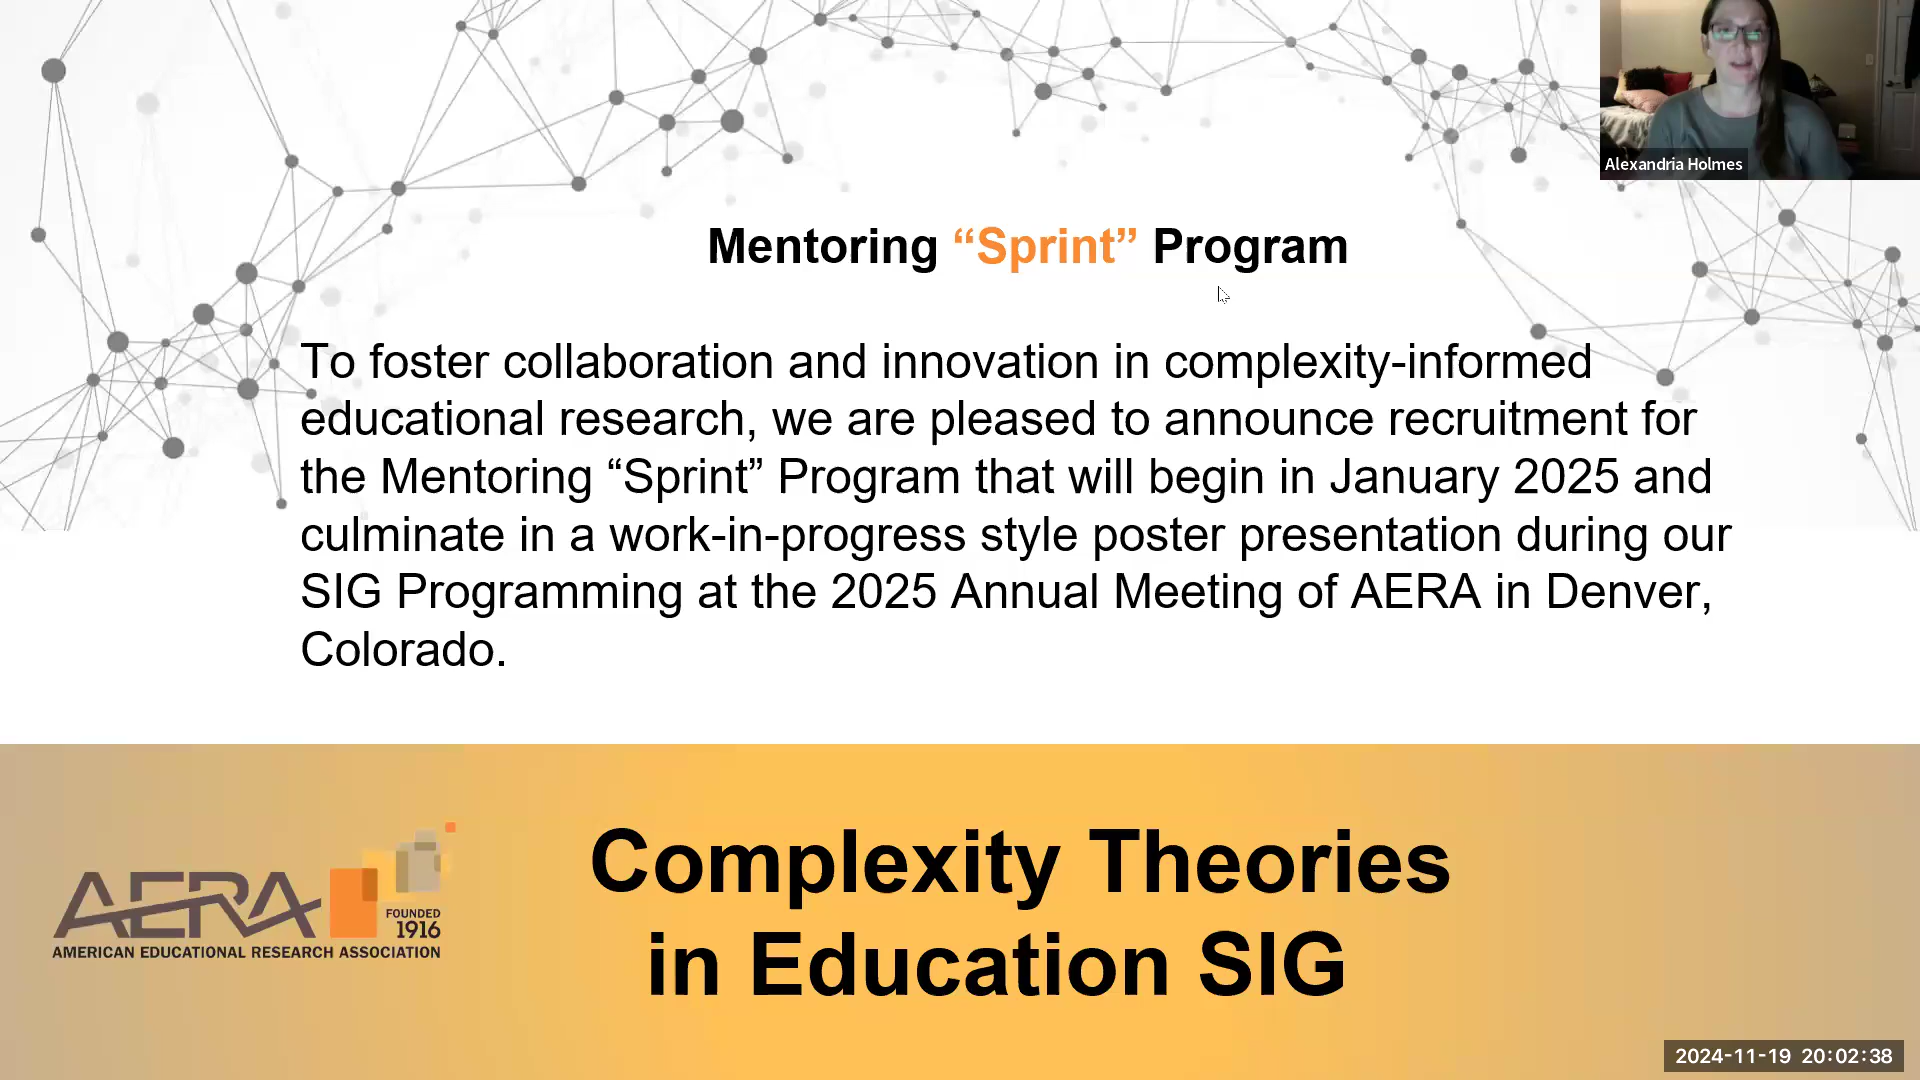 Alexandria Holmes
Mentoring “Sprint” Program
To foster collaboration and innovation in complexity-informed
educational research, we are pleased to announce recruitment for
the Mentoring “Sprint” Program that will begin in January 2025 and
culminate in a work-in-progress style poster presentation during our
SIG Programming at the 2025 Annual Meeting of AERA in Denver,
Colorado.
AERA
FOUNDED
1916
AMERICAN EDUCATIONAL RESEARCH ASSOCIATION
Complexity Theories
in Education SIG
2024-11-19 20:02:38